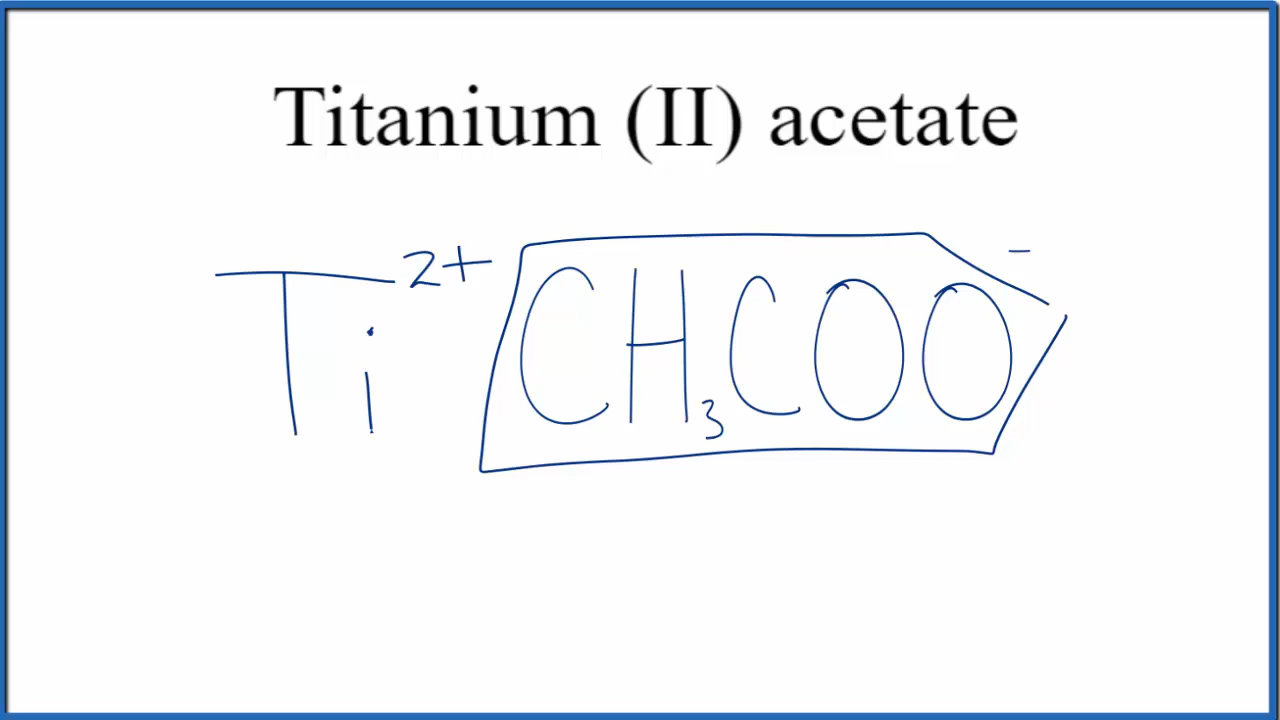 Titanium (II) acetate
Ti²⁺ CH₃COO⁻